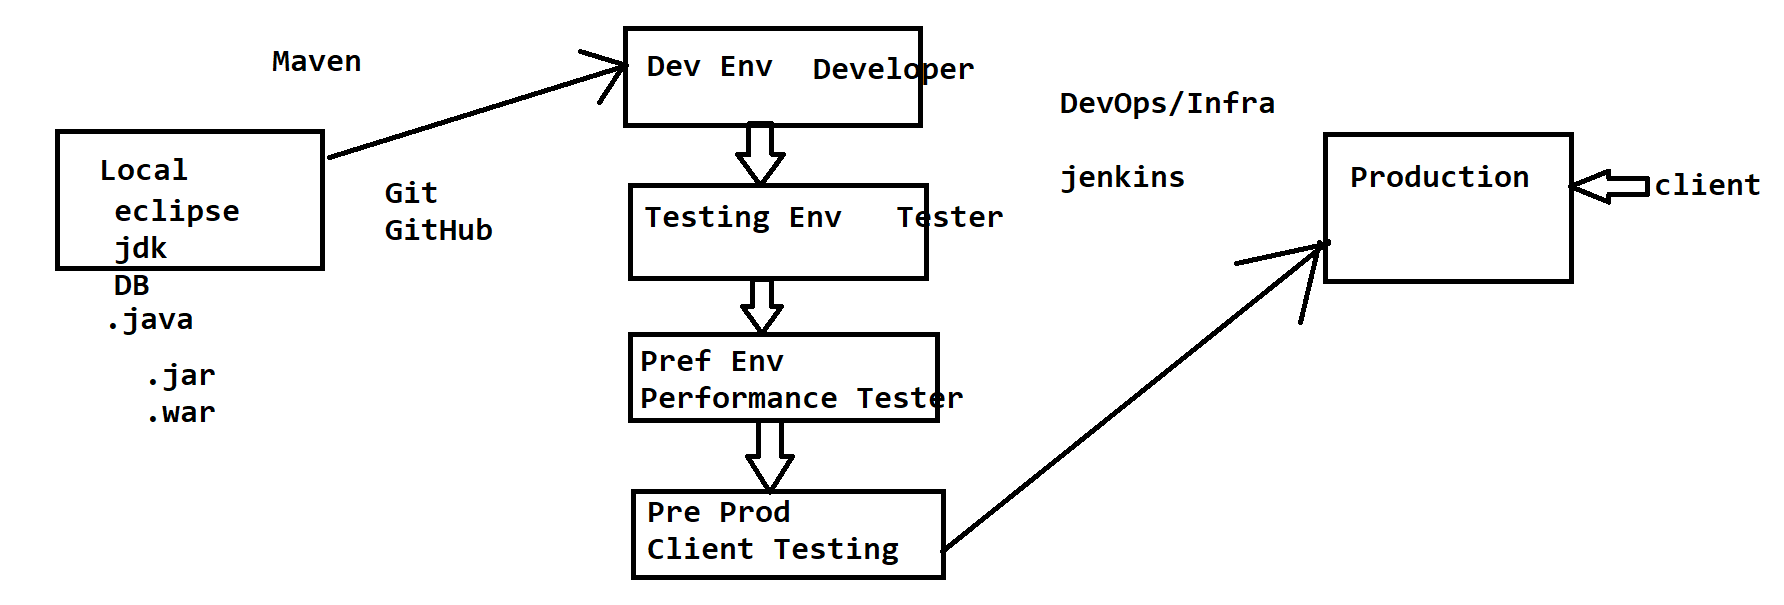 Maven
Local
eclipse
jdk
DB
.java
.jar
.war
Git
GitHub
Dev Env Developer
Testing Env Tester
Pref Env
Performance Tester
Pre Prod
Client Testing
DevOps/Infra
jenkins
Production
client